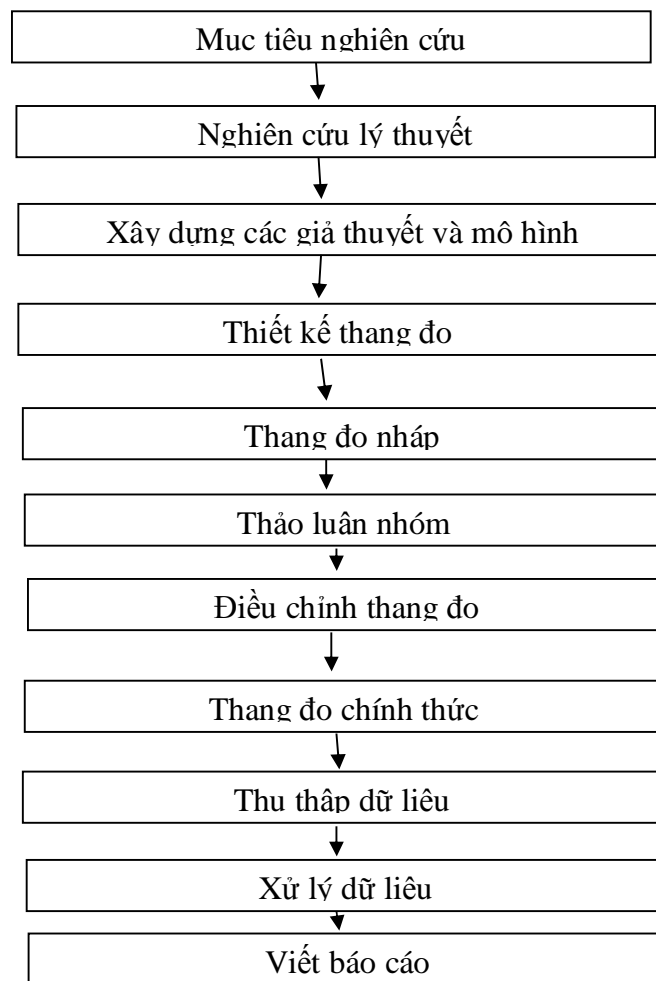 Mục tiêu nghiên cứu
Nghiên cứu lý thuyết
Xây dựng các giả thuyết và mô hình
Thiết kế thang đo
Thang đo nháp
Thảo luận nhóm
Điều chỉnh thang đo
Thang đo chính thức
Thu thập dữ liệu
Xử lý dữ liệu
Viết báo cáo